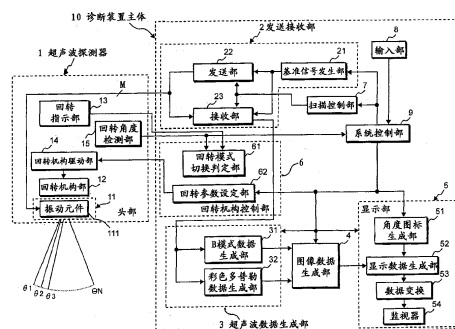 10 诊断装置主体
2发送接收部
8
输入部
1 超声波探测器
22
发送部
21
基准信号发生部
M
7
扫描控制部
23
接收部
9
系统控制部
回转
指示部
13
回转角度
检测部
15
14
回转机构驱动部
61
回转模式
切换判定部
6
62
回转参数设定部
回转机构控制部
12
回转机构部
11
振动元件
111
头部
θ1
θ2
θ3
θN
5
显示部
51
角度图标
生成部
31
B模式数据
生成部
4
图像数据
生成部
52
显示数据生成部
32
彩色多普勒
数据生成部
53
数据变换
54
监视器
3 超声波数据生成部